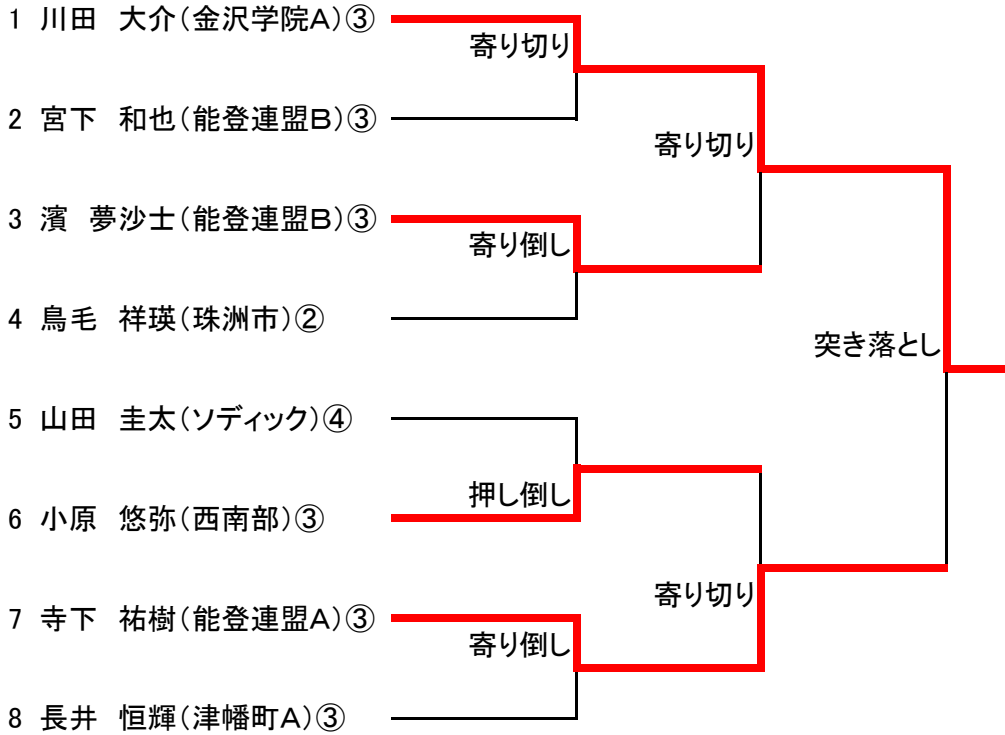 1 川田　大介（金沢学院A）③
寄り切り
2 宮下　和也（能登連盟B）③
寄り切り
3 濱　夢沙士（能登連盟B）③
寄り倒し
4 鳥毛　祥瑛（珠洲市）②
突き落とし
5 山田　圭太（ソディック）④
押し倒し
6 小原　悠弥（西南部）③
寄り切り
7 寺下　祐樹（能登連盟A）③
寄り倒し
8 長井　恒輝（津幡町A）③